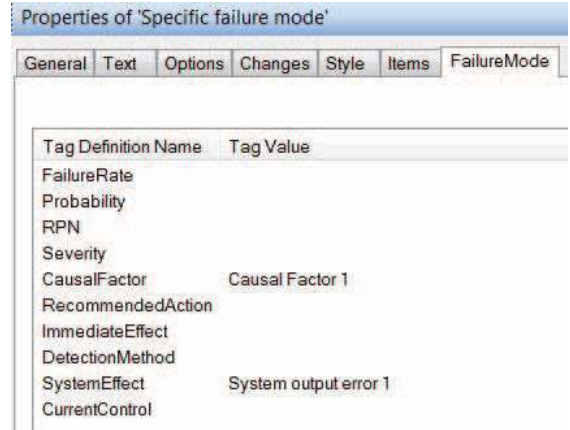 Properties of 'Specific failure mode'
General Text Options Changes Style Items FailureMode
Tag Definition Name Tag Value
FailureRate
Probability
RPN
Severity
CausalFactor Causal Factor 1
RecommendedAction
ImmediateEffect
DetectionMethod
SystemEffect System output error 1
CurrentControl